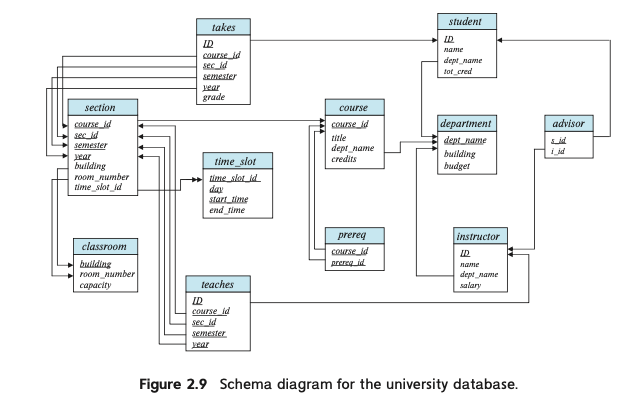 takes
ID
course_id
sec_id
semester
year
grade
student
ID
name
dept_name
tot_cred
section
course_id
sec_id
semester
year
building
room_number
time_slot_id
course
course_id
title
dept_name
credits
department
dept_name
building
budget
advisor
s_id
i_id
time_slot
time_slot_id
day
start_time
end_time
prereq
course_id
prereq_id
instructor
ID
name
dept_name
salary
classroom
building
room_number
capacity
teaches
ID
course_id
sec_id
semester
year
Figure 2.9 Schema diagram for the university database.